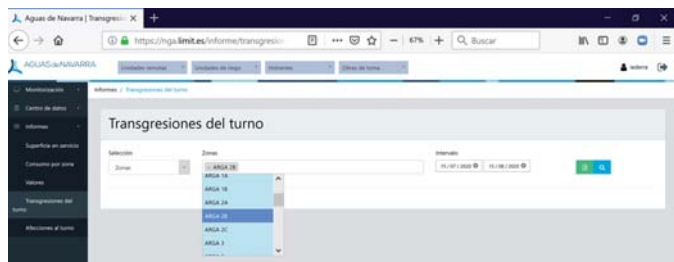 Aguas de Navarra | Transgresio
https://nga.limit.es/informe/transgresio
67%
Buscar
AGUAS de NAVARRA
Unidades remotas
Unidades de riego
Hidrantes
Obras de toma
lederra
Monitorización
Informes / Transgresiones del turno
Centro de datos
Informes
Transgresiones del turno
Superficie en servicio
Consumo por zona
Valores
Transgresiones del turno
Afecciones al turno
Selección
Zonas
Intervalo
Zonas
× ARGA 2B
15/07/2020
15/08/2020
ARGA 1A
ARGA 1B
ARGA 2A
ARGA 2B
ARGA 2C
ARGA 3